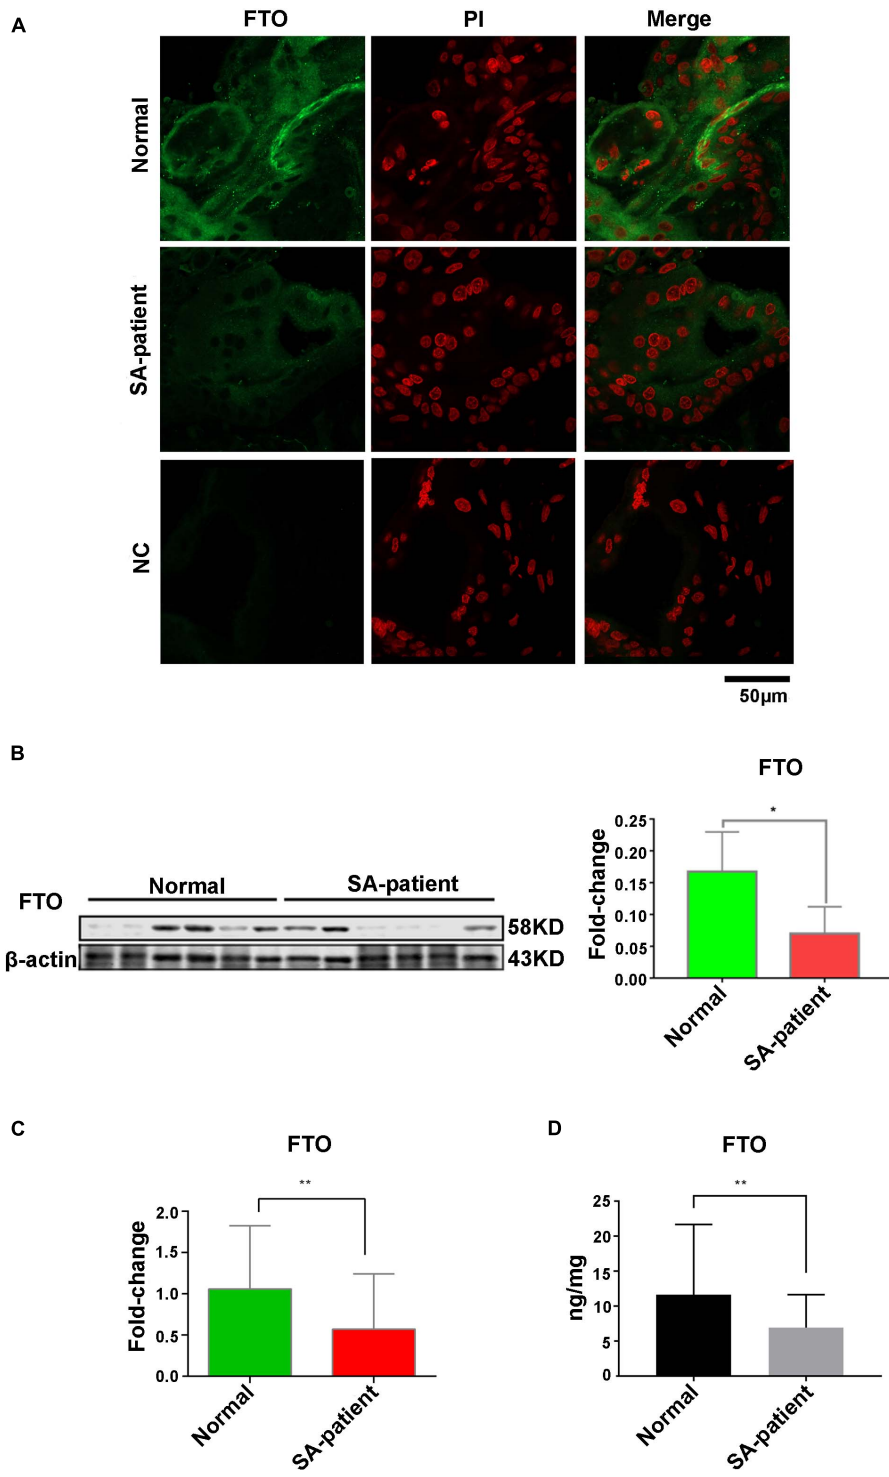 A
FTO
PI
Merge
Normal
SA-patient
NC
50μm
B
FTO
Normal
SA-patient
58KD
β-actin
43KD
FTO
*
Fold-change
0.25
0.20
0.15
0.10
0.05
0.00
Normal
SA-patient
C
FTO
**
Fold-change
2.0
1.5
1.0
0.5
0.0
Normal
SA-patient
D
FTO
**
ng/mg
25
20
15
10
5
0
Normal
SA-patient